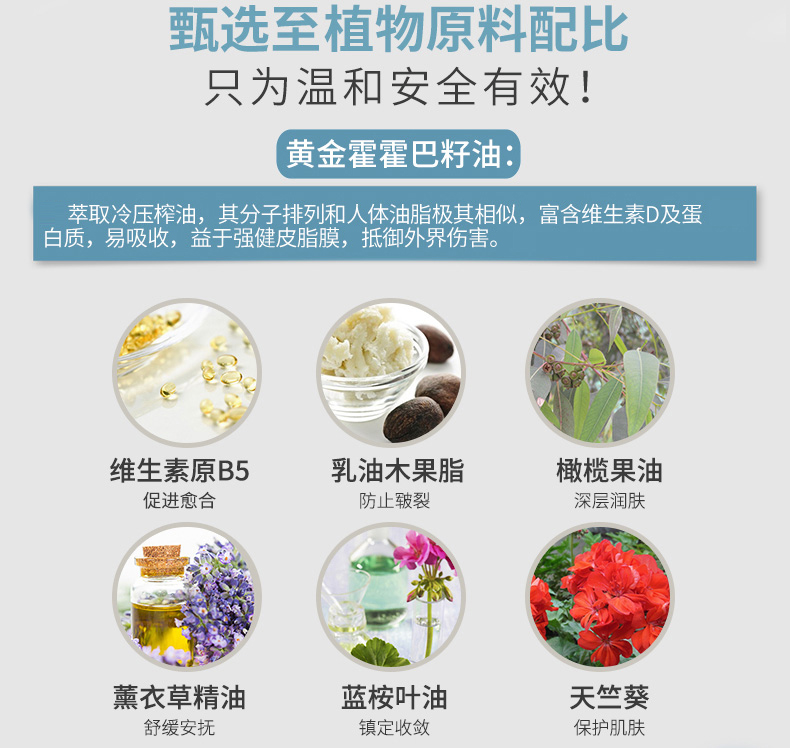 甄选至植物原料配比
只为温和安全有效！
黄金霍霍巴籽油：
萃取冷压榨油，其分子排列和人体油脂极其相似，富含维生素D及蛋
白质，易吸收，益于强健皮脂膜，抵御外界伤害。
维生素原B5
乳油木果脂
橄榄果油
促进愈合
防止皲裂
深层润肤
薰衣草精油
蓝桉叶油
天竺葵
舒缓安抚
镇定收敛
保护肌肤